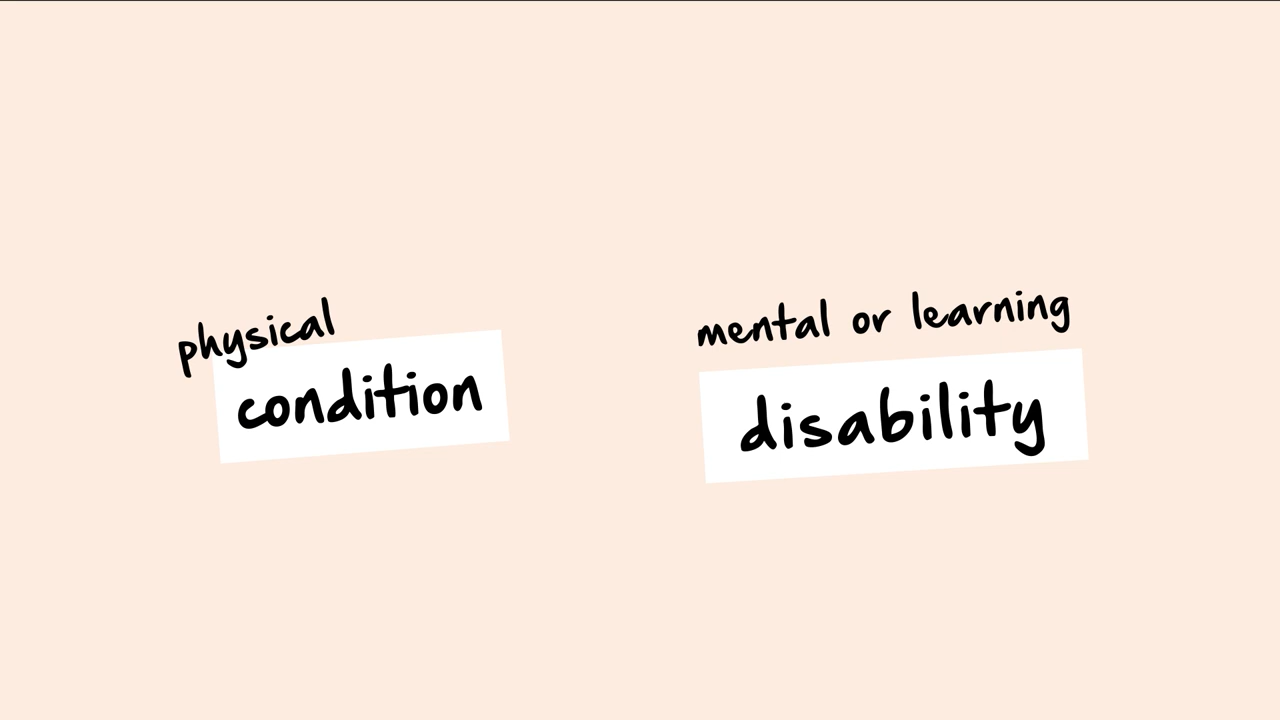 physical
condition
mental or learning
disability